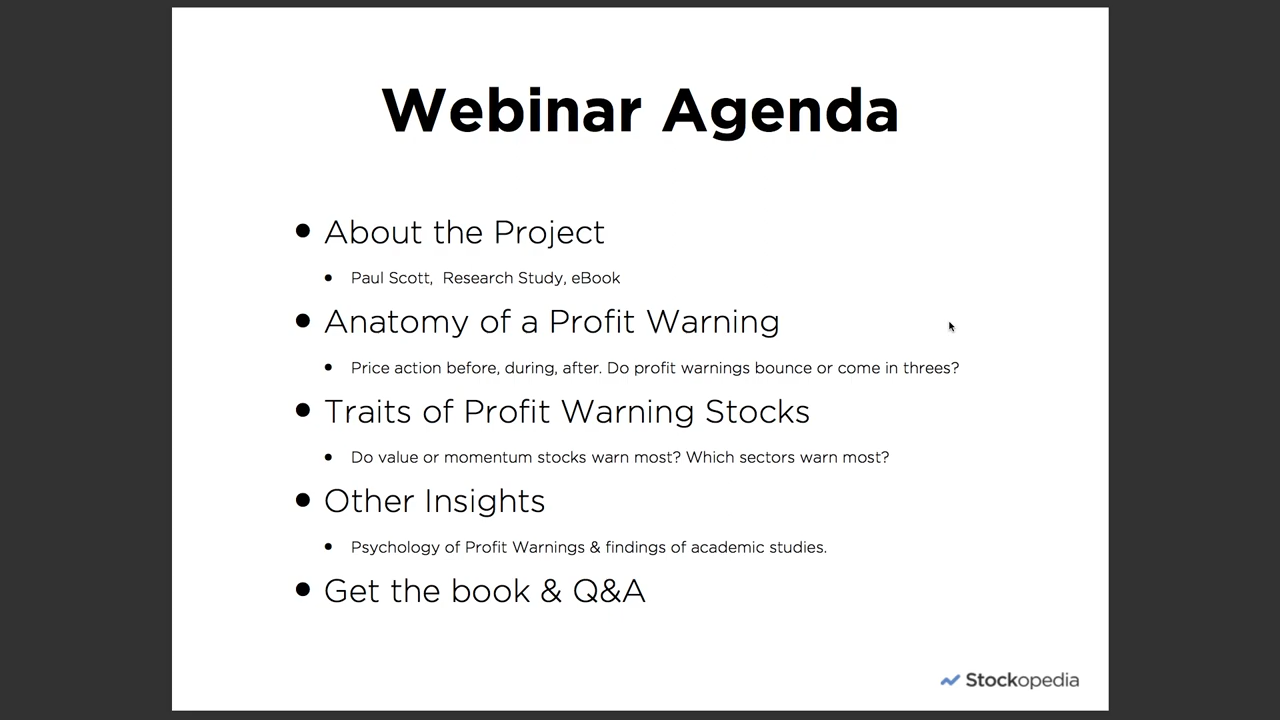 Webinar Agenda
• About the Project
• Paul Scott, Research Study, eBook
• Anatomy of a Profit Warning
• Price action before, during, after. Do profit warnings bounce or come in threes?
• Traits of Profit Warning Stocks
• Do value or momentum stocks warn most? Which sectors warn most?
• Other Insights
• Psychology of Profit Warnings & findings of academic studies.
• Get the book & Q&A
Stockopedia